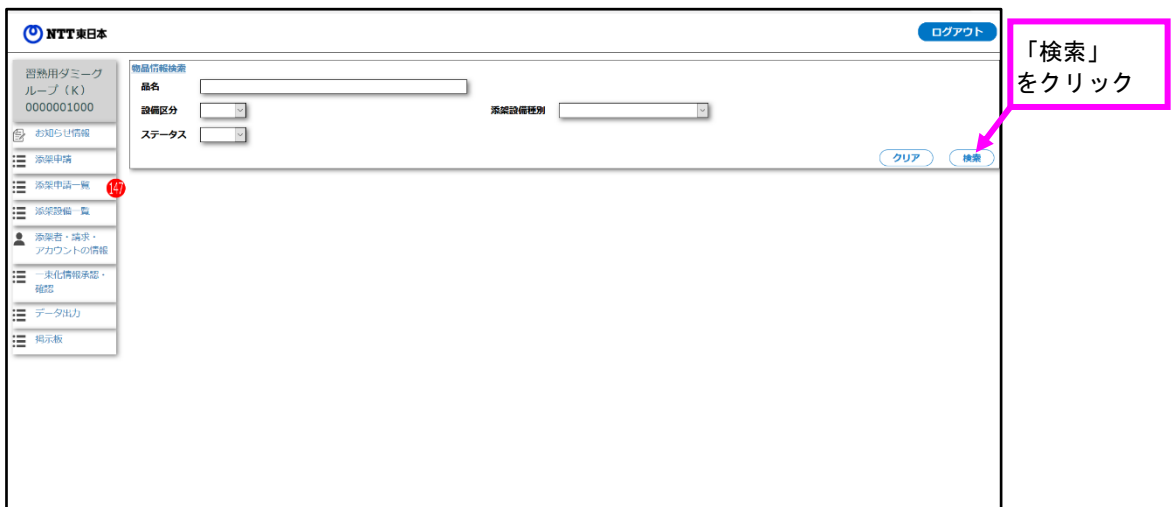 NTT東日本
ログアウト
「検索」
をクリック
習熟用ダミーグ
ループ（K）
0000001000
お知らせ情報
添架申請
添架申請一覧
147
添架設備一覧
添架者・請求・
アカウントの情報
一束化情報承認・
確認
データ出力
掲示板
物品情報検索
品名
設備区分
添架設備種別
ステータス
クリア
検索